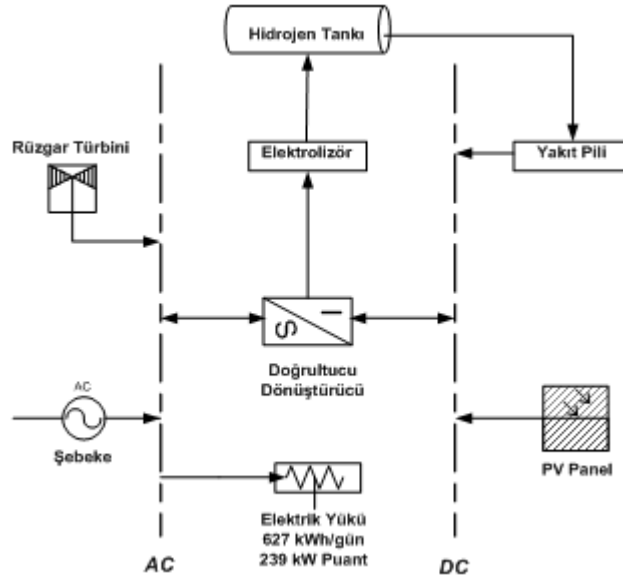 Hidrojen Tankı
Rüzgar Türbini
Elektrolizör
Yakıt Pili
Doğrultucu
Dönüştürücü
AC
Şebeke
PV Panel
Elektrik Yükü
627 kWh/gün
239 kW Puant
AC
DC